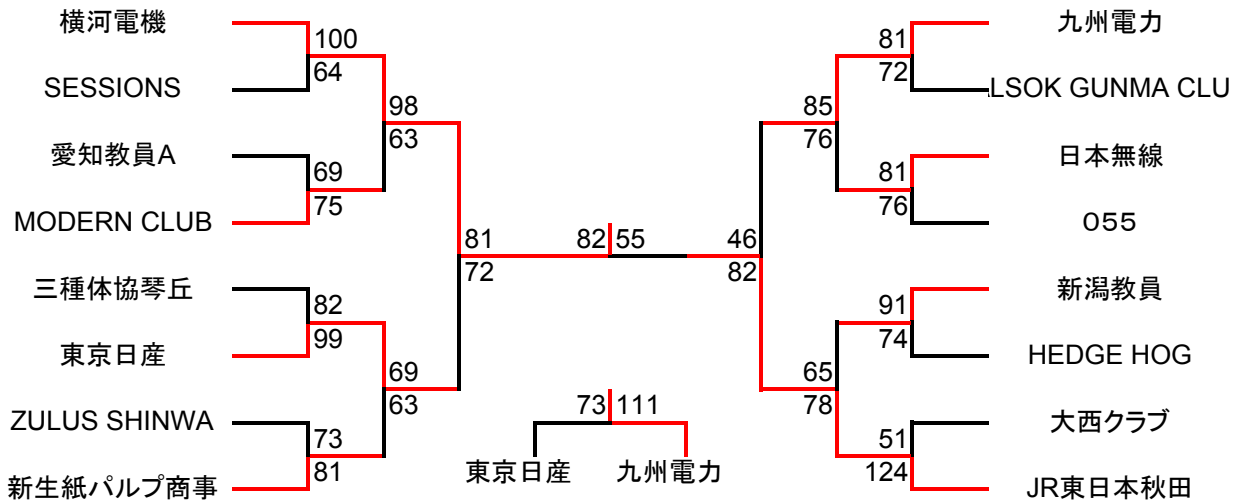 横河電機
100
64
SESSIONS
98
63
愛知教員A
69
75
MODERN CLUB
81
72
三種体協琴丘
82
99
東京日産
69
63
ZULUS SHINWA
73
81
新生紙パルプ商事
82 55
73 111
東京日産 九州電力
九州電力
81
72
LSOK GUNMA CLU
85
76
日本無線
81
76
055
46
82
新潟教員
91
74
HEDGE HOG
65
78
大西クラブ
51
124
JR東日本秋田